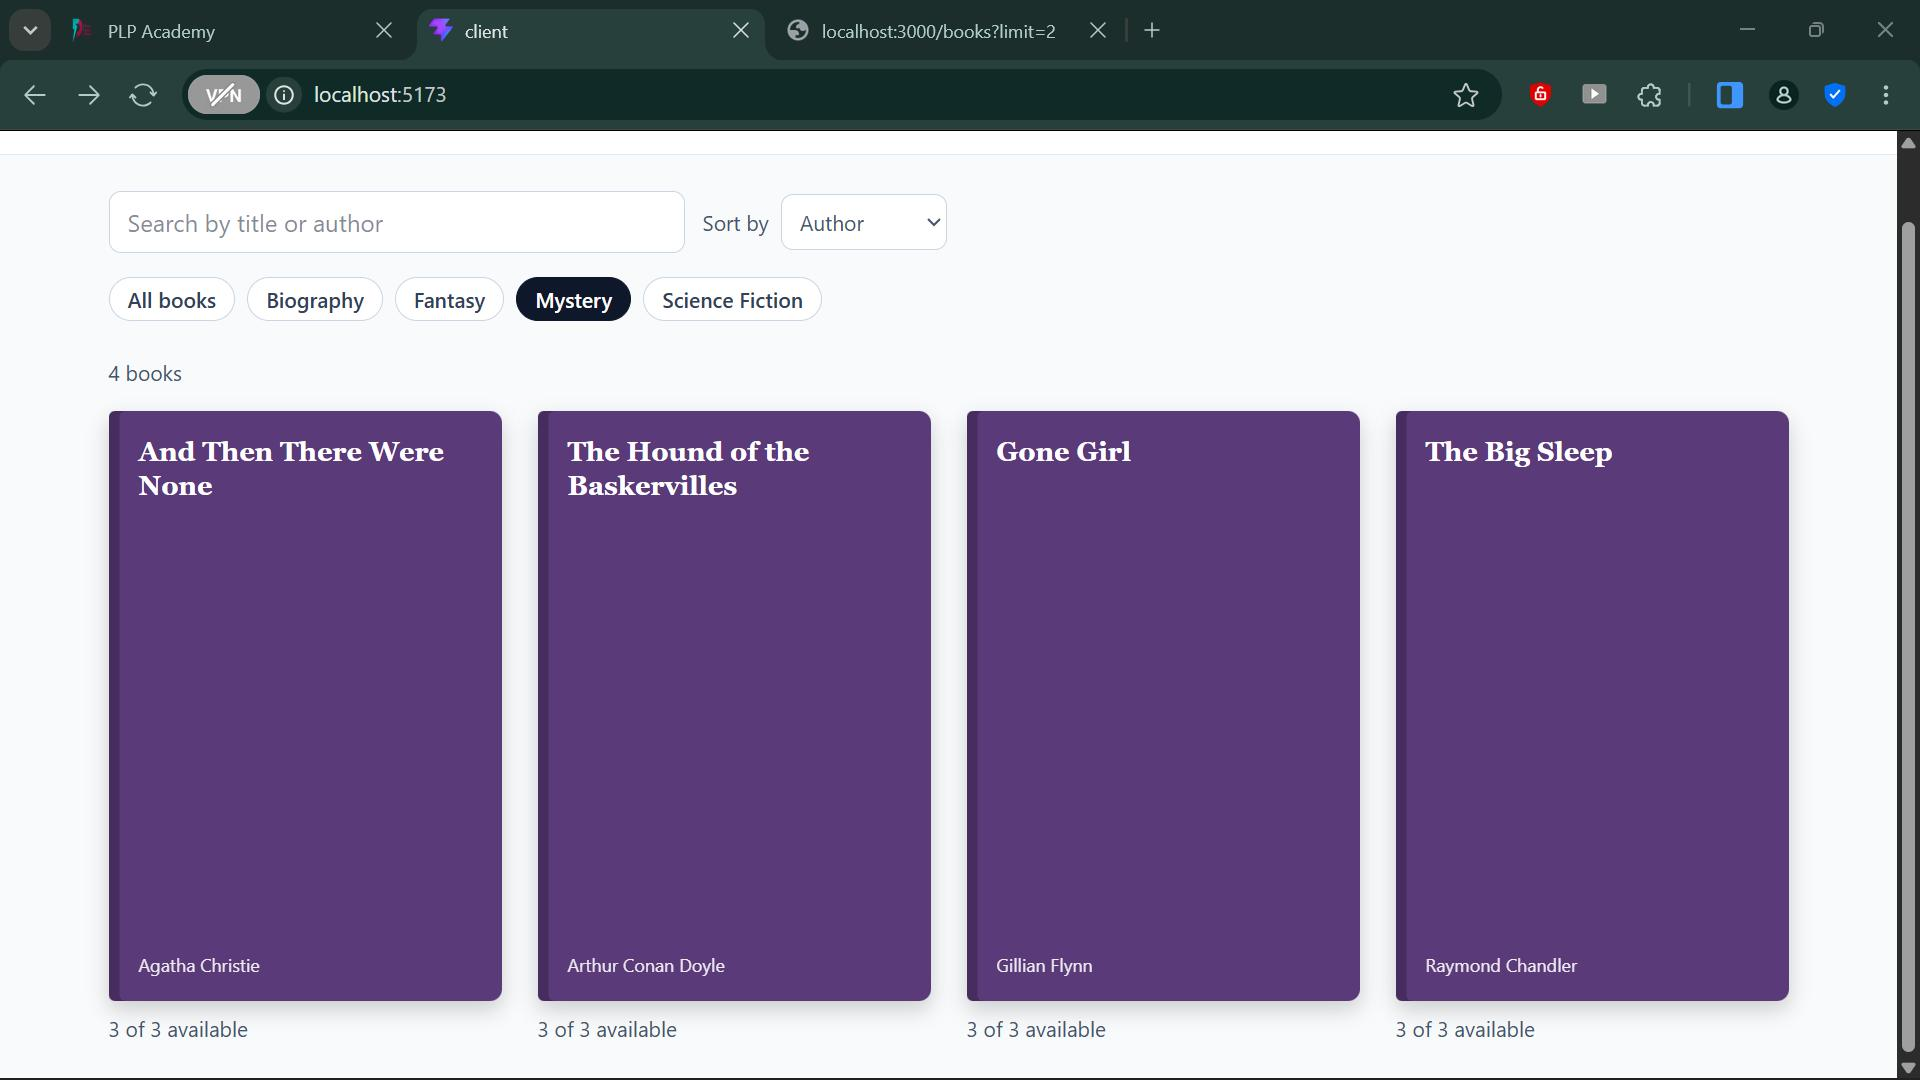 PLP Academy
client
localhost:3000/books?limit=2
VPN
localhost:5173
Search by title or author
Sort by
Author
All books
Biography
Fantasy
Mystery
Science Fiction
4 books
And Then There Were
None
The Hound of the
Baskervilles
Gone Girl
The Big Sleep
Agatha Christie
Arthur Conan Doyle
Gillian Flynn
Raymond Chandler
3 of 3 available
3 of 3 available
3 of 3 available
3 of 3 available